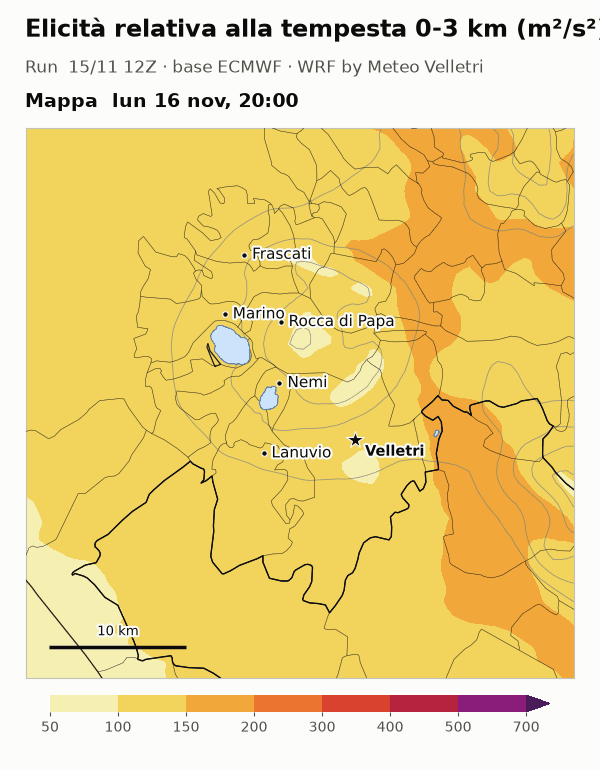 Elicità relativa alla tempesta 0-3 km (m²/s²)
Run 15/11 12Z · base ECMWF · WRF by Meteo Velletri
Mappa lun 16 nov, 20:00
Frascati
Marino
Rocca di Papa
Nemi
Velletri
Lanuvio
10 km
50 100 150 200 300 400 500 700